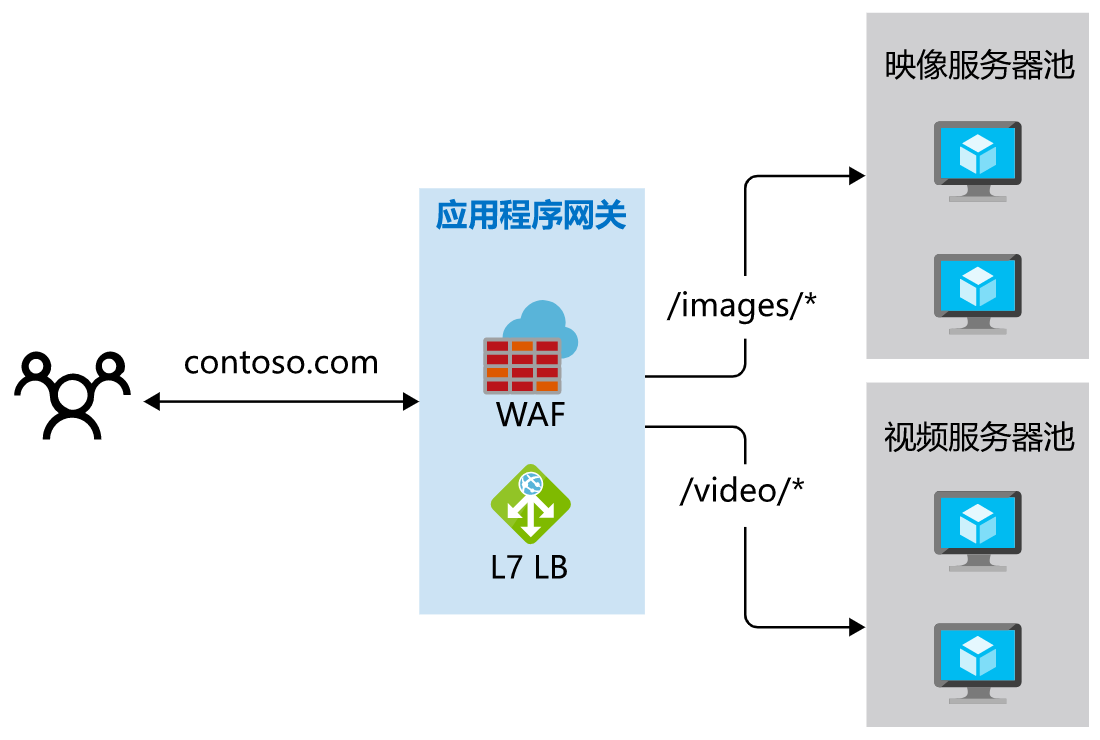 contoso.com
应用程序网关
WAF
L7 LB
/images/*
/video/*
映像服务器池
视频服务器池